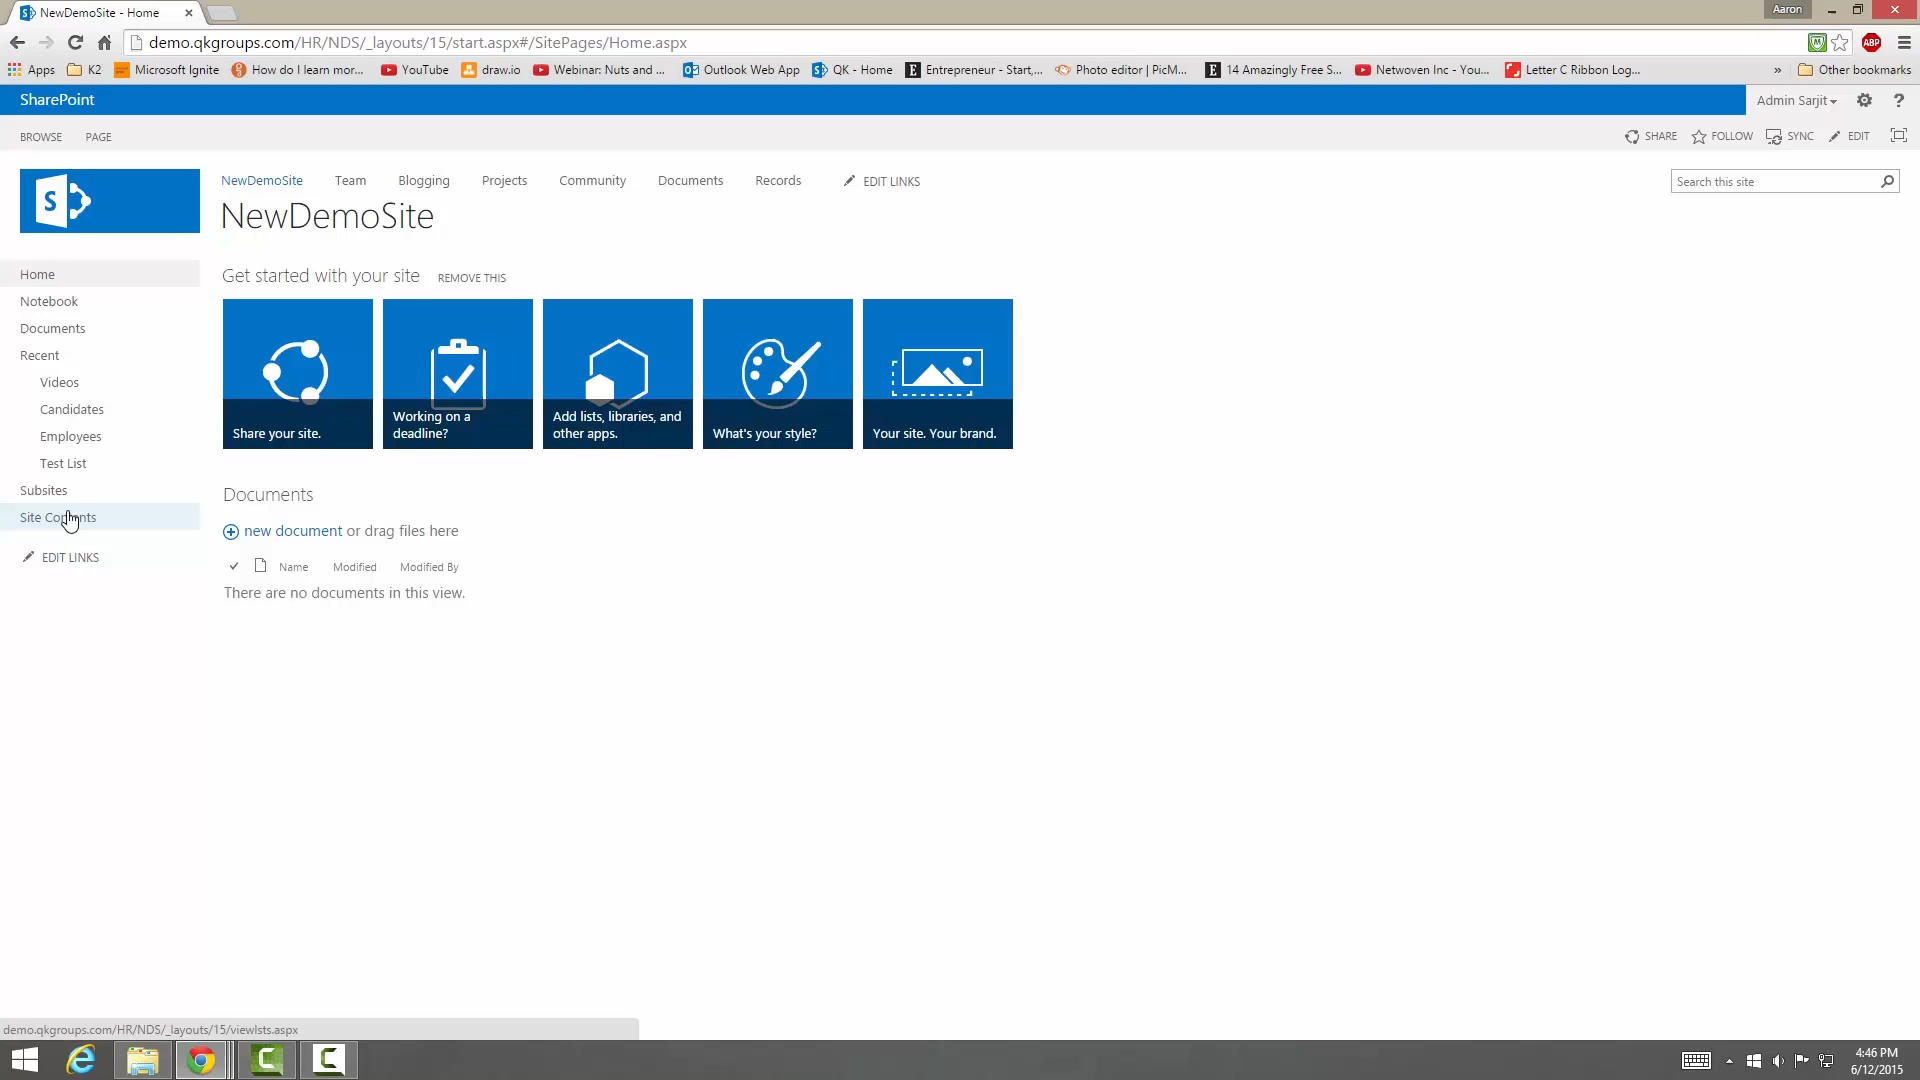 NewDemoSite - Home
Aaron
demo.qkgroups.com/HR/NDS/_layouts/15/start.aspx#/SitePages/Home.aspx
ABP
Apps K2 Microsoft Ignite How do I learn mor... YouTube draw.io Webinar: Nuts and ... Outlook Web App QK - Home Entrepreneur - Start,... Photo editor | PicM... 14 Amazingly Free S... Netwoven Inc - You... Letter C Ribbon Log... » Other bookmarks
SharePoint
Admin Sarjit
?
BROWSE PAGE
SHARE FOLLOW SYNC EDIT
NewDemoSite Team Blogging Projects Community Documents Records EDIT LINKS
Search this site
NewDemoSite
Home
Notebook
Documents
Recent
Videos
Candidates
Employees
Test List
Subsites
Site Contents
EDIT LINKS
Get started with your site REMOVE THIS
Share your site.
Working on a
deadline?
Add lists, libraries, and
other apps.
What's your style?
Your site. Your brand.
Documents
new document or drag files here
Name Modified Modified By
There are no documents in this view.
demo.qkgroups.com/HR/NDS/_layouts/15/viewlsts.aspx
4:46 PM
6/12/2015